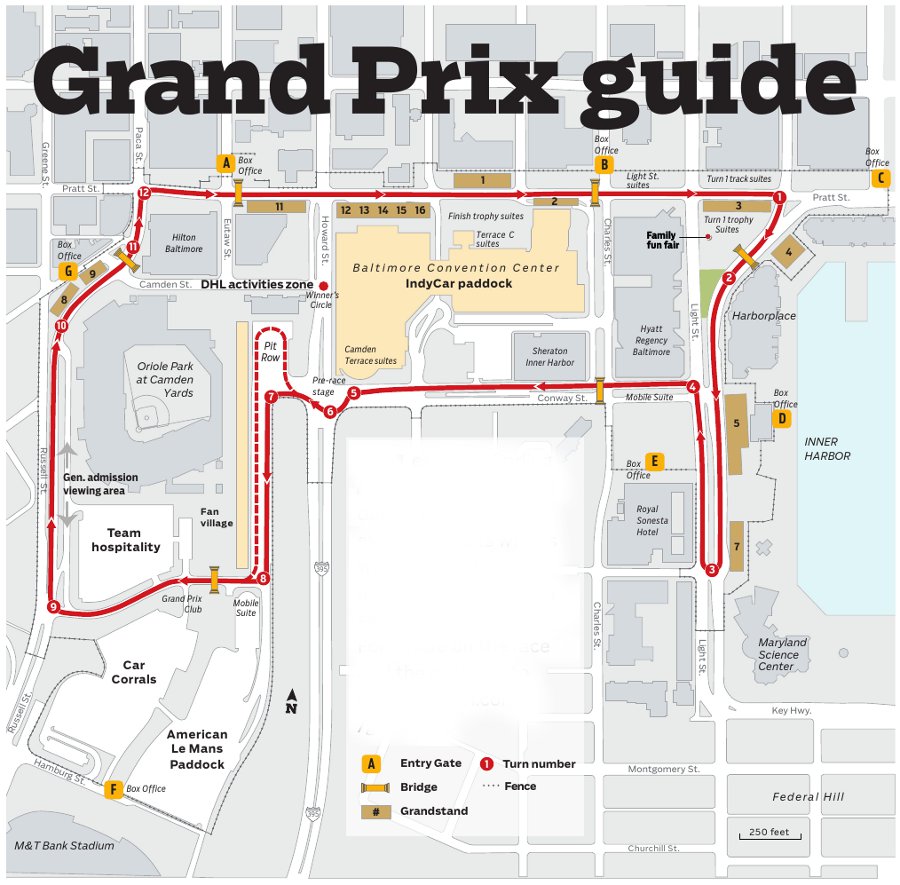 Grand Prix guide
Greene St.
Paca St.
A
Box
Office
Box
Office
B
Box
Office
C
Pratt St.
12
1
Light St.
suites
Turn 1 track suites
1
Pratt St.
11
12 13 14 15 16
Finish trophy suites
2
3
Turn 1 trophy
Suites
Eutaw St.
Howard St.
Charles St.
Hilton
Baltimore
Terrace C
suites
Family
fun fair
4
Box
Office
G
11
9
8
10
Camden St.
Baltimore Convention Center
IndyCar paddock
DHL activities zone
Winner's
Circle
2
Light St.
Harborplace
Hyatt
Regency
Baltimore
Pit
Row
Camden
Terrace suites
Sheraton
Inner Harbor
Oriole Park
at Camden
Yards
Pre-race
stage
7
6
5
Conway St.
Mobile Suite
4
5
Box
Office
D
INNER
HARBOR
Russell St.
Gen. admission
viewing area
Box
Office
E
Team
hospitality
Fan
village
Royal
Sonesta
Hotel
7
395
3
9
Grand Prix
Club
8
Mobile
Suite
Charles St.
Light St.
Maryland
Science
Center
Car
Corrals
Russell St.
N
Key Hwy.
American
Le Mans
Paddock
A Entry Gate
1 Turn number
Bridge
Fence
# Grandstand
Hamburg St.
F
Box Office
395
Montgomery St.
Federal Hill
250 feet
M&T Bank Stadium
Churchill St.